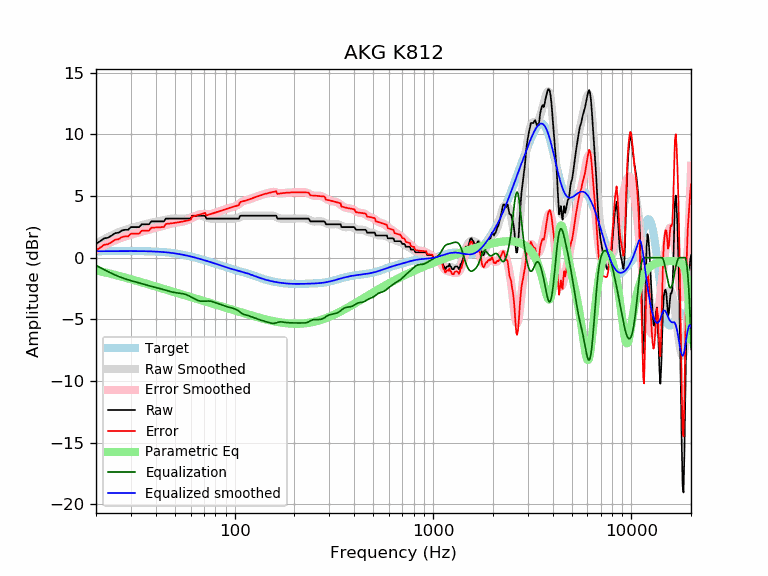 AKG K812
15
10
5
0
−5
−10
−15
−20
Amplitude (dBr)
Target
Raw Smoothed
Error Smoothed
Raw
Error
Parametric Eq
Equalization
Equalized smoothed
100
1000
10000
Frequency (Hz)